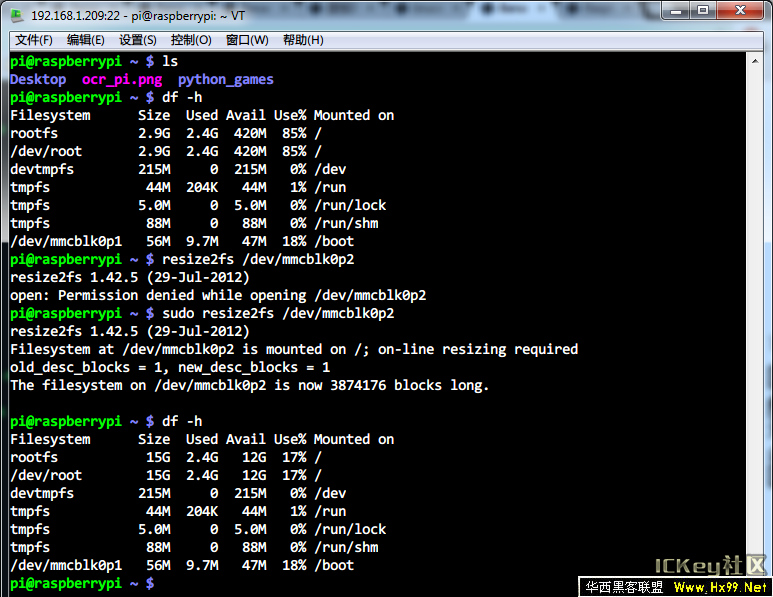 192.168.1.209:22 - pi@raspberrypi: ~ VT
文件(F) 编辑(E) 设置(S) 控制(O) 窗口(W) 帮助(H)
pi@raspberrypi ~ $ ls
Desktop  ocr_pi.png  python_games
pi@raspberrypi ~ $ df -h
Filesystem      Size  Used Avail Use% Mounted on
rootfs          2.9G  2.4G  420M  85% /
/dev/root       2.9G  2.4G  420M  85% /
devtmpfs        215M     0  215M   0% /dev
tmpfs            44M  204K   44M   1% /run
tmpfs           5.0M     0  5.0M   0% /run/lock
tmpfs            88M     0   88M   0% /run/shm
/dev/mmcblk0p1   56M  9.7M   47M  18% /boot
pi@raspberrypi ~ $ resize2fs /dev/mmcblk0p2
resize2fs 1.42.5 (29-Jul-2012)
open: Permission denied while opening /dev/mmcblk0p2
pi@raspberrypi ~ $ sudo resize2fs /dev/mmcblk0p2
resize2fs 1.42.5 (29-Jul-2012)
Filesystem at /dev/mmcblk0p2 is mounted on /; on-line resizing required
old_desc_blocks = 1, new_desc_blocks = 1
The filesystem on /dev/mmcblk0p2 is now 3874176 blocks long.
pi@raspberrypi ~ $ df -h
Filesystem      Size  Used Avail Use% Mounted on
rootfs           15G  2.4G   12G  17% /
/dev/root        15G  2.4G   12G  17% /
devtmpfs        215M     0  215M   0% /dev
tmpfs            44M  204K   44M   1% /run
tmpfs           5.0M     0  5.0M   0% /run/lock
tmpfs            88M     0   88M   0% /run/shm
/dev/mmcblk0p1   56M  9.7M   47M  18% /boot
pi@raspberrypi ~ $
ICKey社区
华西黑客联盟 Www.Hx99.Net